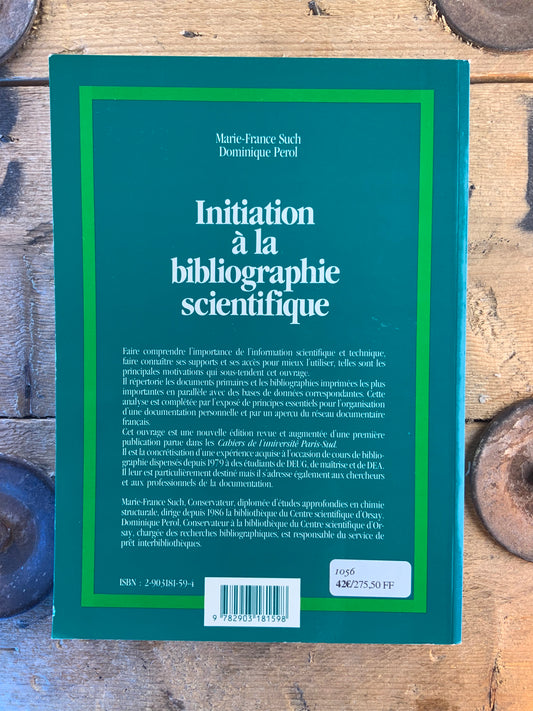 Marie-France Such
Dominique Perol
Initiation
à la
bibliographie
scientifique
Faire comprendre l'importance de l'information scientifique et technique,
faire connaître ses supports et ses accès pour mieux l'utiliser, telles sont les
principales motivations qui sous-tendent cet ouvrage.
Il répertorie les documents primaires et les bibliographies imprimées les plus
importantes en parallèle avec des bases de données correspondantes. Cette
analyse est complétée par l'exposé de principes essentiels pour l'organisation
d'une documentation personnelle et par un aperçu du réseau documentaire
français.
Cet ouvrage est une nouvelle édition revue et augmentée d'une première
publication parue dans les Cahiers de l'université Paris-Sud.
Il est la concrétisation d'une expérience acquise à l'occasion de cours de biblio-
graphie dispensés depuis 1979 à des étudiants de DEUG, de maîtrise et de DEA.
Il leur est particulièrement destiné mais il s'adresse également aux chercheurs
et aux professionnels de la documentation.
Marie-France Such, Conservateur, diplomée d'études approfondies en chimie
structurale, dirige depuis 1986 la bibliothèque du Centre scientifique d'Orsay.
Dominique Perol, Conservateur à la bibliothèque du Centre scientifique d'Or-
say, chargée des recherches bibliographiques, est responsable du service de
prêt interbibliothèques.
ISBN : 2-903181-59-4
9 782903 181598
1056
42€/275,50 FF